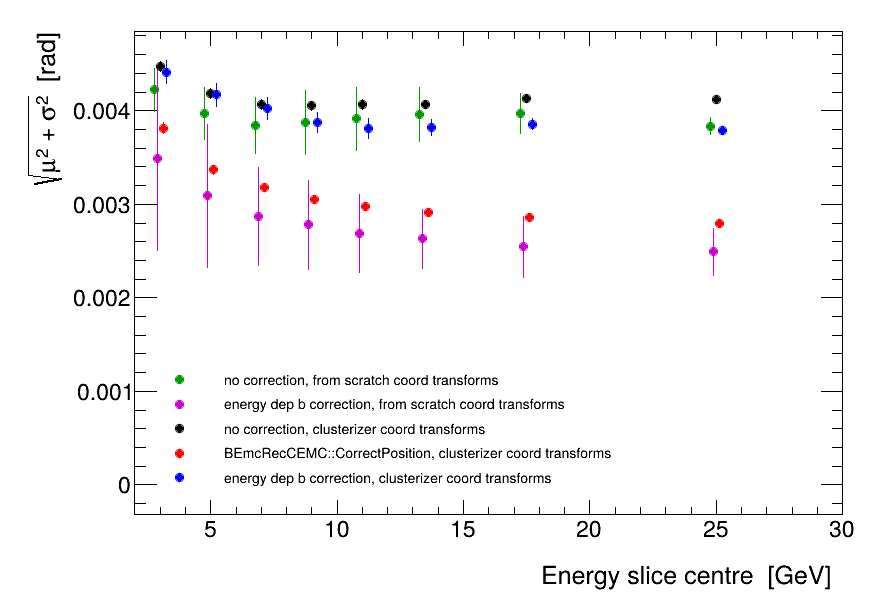 √μ² + σ² [rad]
0.004
0.003
0.002
0.001
0
no correction, from scratch coord transforms
energy dep b correction, from scratch coord transforms
no correction, clusterizer coord transforms
BEmcRecCEMC::CorrectPosition, clusterizer coord transforms
energy dep b correction, clusterizer coord transforms
5 10 15 20 25 30
Energy slice centre [GeV]